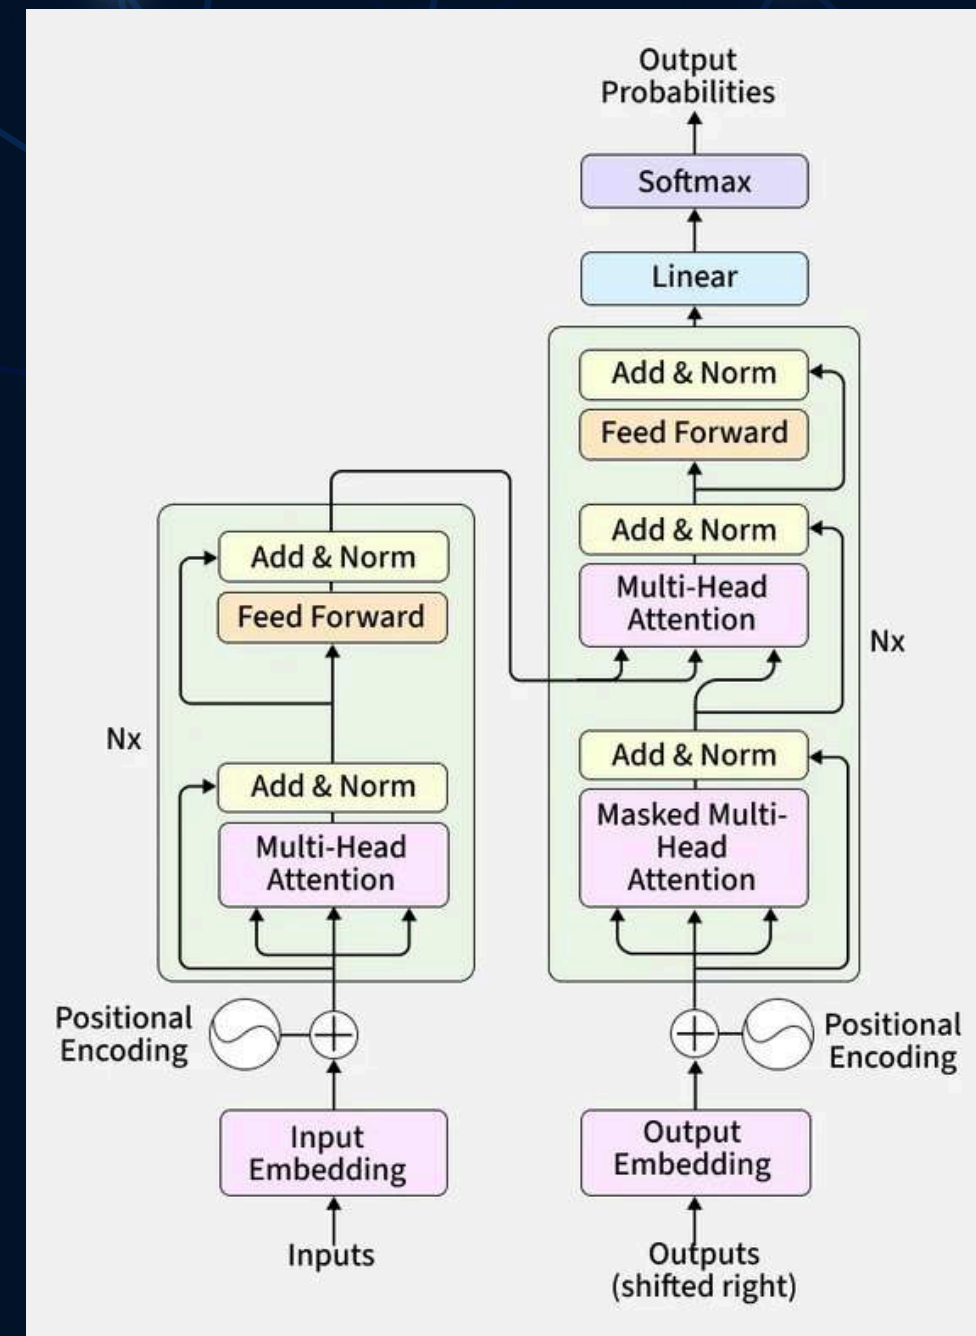 Output
Probabilities
Softmax
Linear
Add & Norm
Feed Forward
Add & Norm
Multi-Head
Attention
Nx
Add & Norm
Masked Multi-
Head
Attention
Add & Norm
Feed Forward
Nx
Add & Norm
Multi-Head
Attention
Positional
Encoding
Positional
Encoding
Input
Embedding
Output
Embedding
Inputs
Outputs
(shifted right)